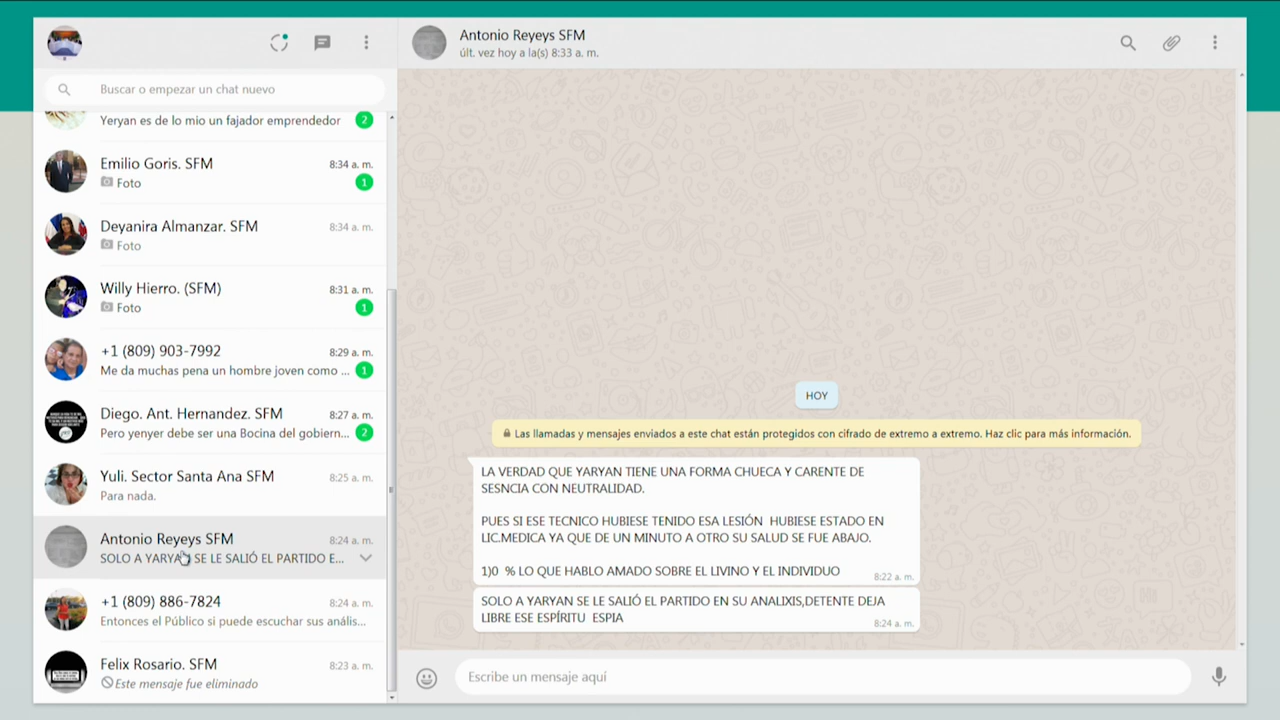 Buscar o empezar un chat nuevo
Yeryan es de lo mio un fajador emprendedor
2
Emilio Goris. SFM
8:34 a. m.
Foto
1
Deyanira Almanzar. SFM
8:34 a. m.
Foto
Willy Hierro. (SFM)
8:31 a. m.
Foto
1
+1 (809) 903-7992
8:29 a. m.
Me da muchas pena un hombre joven como ...
1
Diego. Ant. Hernandez. SFM
8:27 a. m.
Pero yenyer debe ser una Bocina del gobiern...
2
Yuli. Sector Santa Ana SFM
8:25 a. m.
Para nada.
Antonio Reyeys SFM
8:24 a. m.
SOLO A YARYAN SE LE SALIÓ EL PARTIDO E...
+1 (809) 886-7824
8:24 a. m.
Entonces el Público si puede escuchar sus anális...
Felix Rosario. SFM
8:23 a. m.
Este mensaje fue eliminado
Antonio Reyeys SFM
últ. vez hoy a la(s) 8:33 a. m.
HOY
Las llamadas y mensajes enviados a este chat están protegidos con cifrado de extremo a extremo. Haz clic para más información.
LA VERDAD QUE YARYAN TIENE UNA FORMA CHUECA Y CARENTE DE
SESNCIA CON NEUTRALIDAD.
PUES SI ESE TECNICO HUBIESE TENIDO ESA LESIÓN HUBIESE ESTADO EN
LIC.MEDICA YA QUE DE UN MINUTO A OTRO SU SALUD SE FUE ABAJO.
1)0 % LO QUE HABLO AMADO SOBRE EL LIVINO Y EL INDIVIDUO
8:22 a. m.
SOLO A YARYAN SE LE SALIÓ EL PARTIDO EN SU ANALIXIS,DETENTE DEJA
LIBRE ESE ESPÍRITU ESPIA
8:24 a. m.
Escribe un mensaje aquí